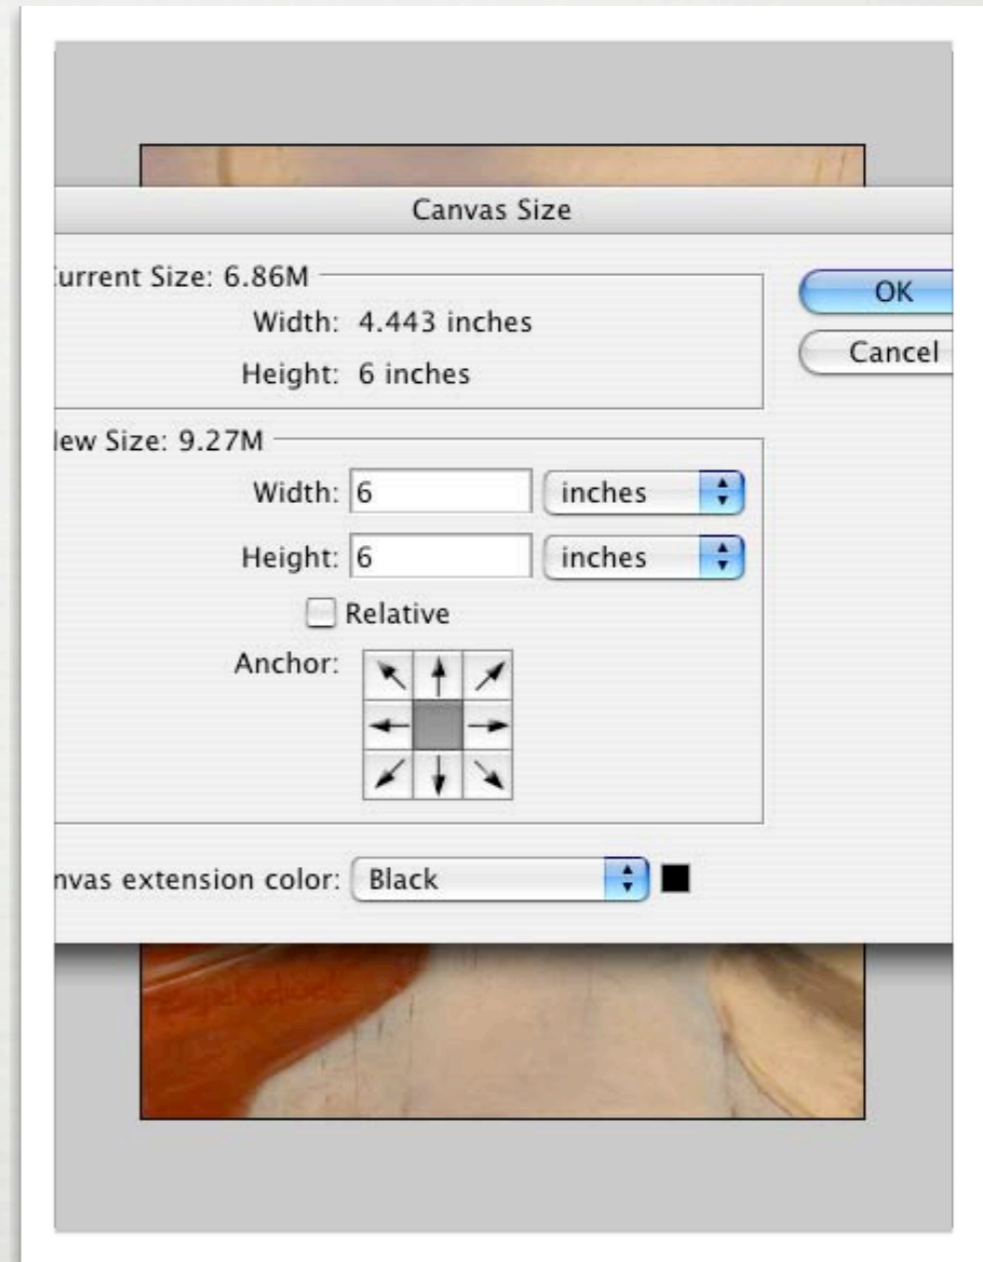 Canvas Size
urrent Size: 6.86M
OK
Width: 4.443 inches
Cancel
Height: 6 inches
ew Size: 9.27M
Width: 6 inches
Height: 6 inches
Relative
Anchor:
nvas extension color: Black